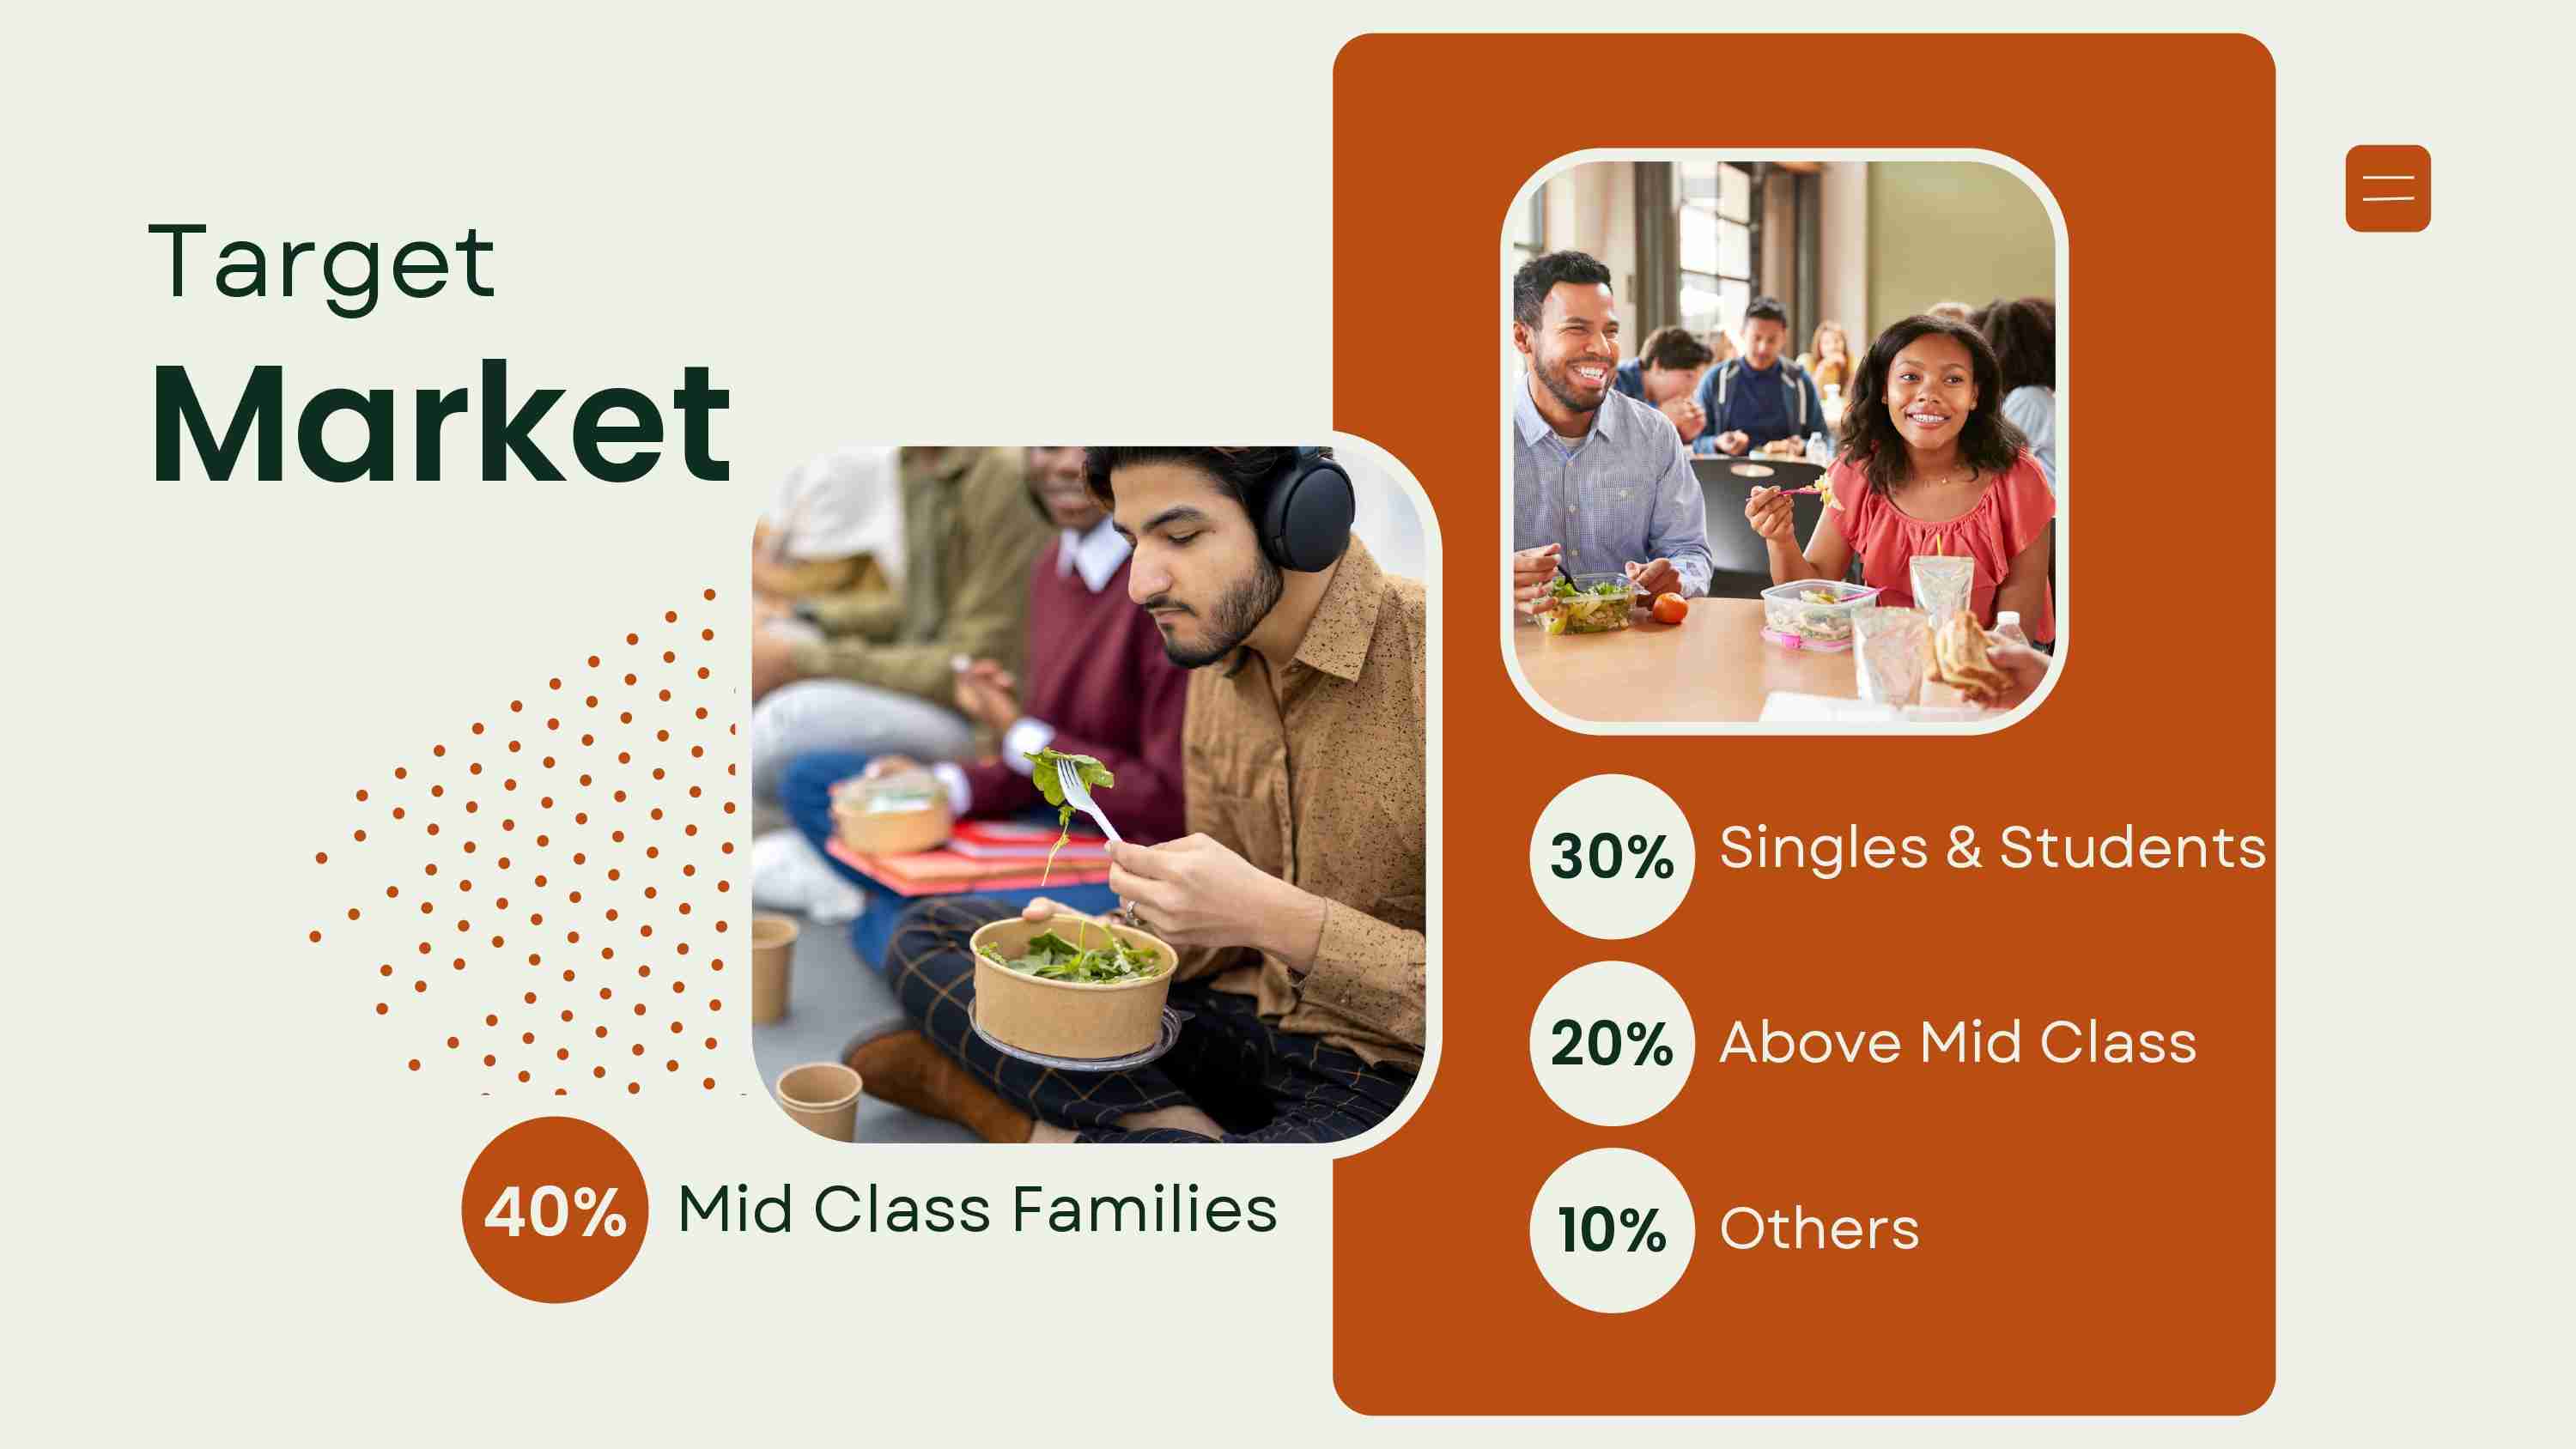 Target
Market
40% Mid Class Families
30% Singles & Students
20% Above Mid Class
10% Others